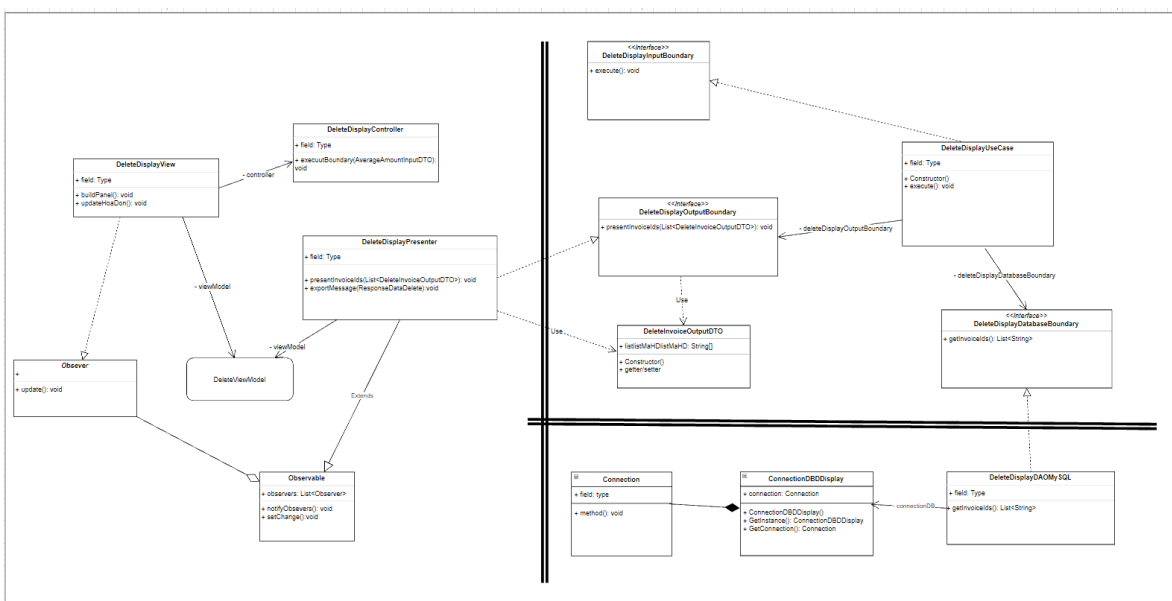 <<Interface>>
DeleteDisplayInputBoundary
+ execute(): void
DeleteDisplayController
+ field: Type
+ execuutBoundary(AverageAmountInputDTO):
void
DeleteDisplayView
+ field: Type
+ buildPanel(): void
+ updateHoaDon(): void
- controller
DeleteDisplayUseCase
+ field: Type
+ Constructor()
+ execute(): void
<<Interface>>
DeleteDisplayOutputBoundary
+ presentInvoiceIds(List<DeleteInvoiceOutputDTO>): void
- deleteDisplayOutputBoundary
DeleteDisplayPresenter
+ field: Type
+ presentInvoiceIds(List<DeleteInvoiceOutputDTO>): void
+ exportMessage(ResponseDataDelete):void
- viewModel
- deleteDisplayDatabaseBoundary
Use
Use
<<Interface>>
DeleteDisplayDatabaseBoundary
+ getInvoiceIds(): List<String>
DeleteInvoiceOutputDTO
+ listlistMaHDlistMaHD: String[]
+ Constructor()
+ getter/setter
- viewModel
Obsever
+
+ update(): void
DeleteViewModel
Extends
Observable
+ observers: List<Observer>
+ notifyObsevers(): void
+ setChange():void
Connection
+ field: type
+ method(): void
ConnectionDBDDisplay
+ connection: Connection
+ ConnectionDBDDisplay()
+ GetInstance(): ConnectionDBDDisplay
+ GetConnection(): Connection
connectionDB
DeleteDisplayDAOMySQL
+ field: Type
+getInvoiceIds(): List<String>